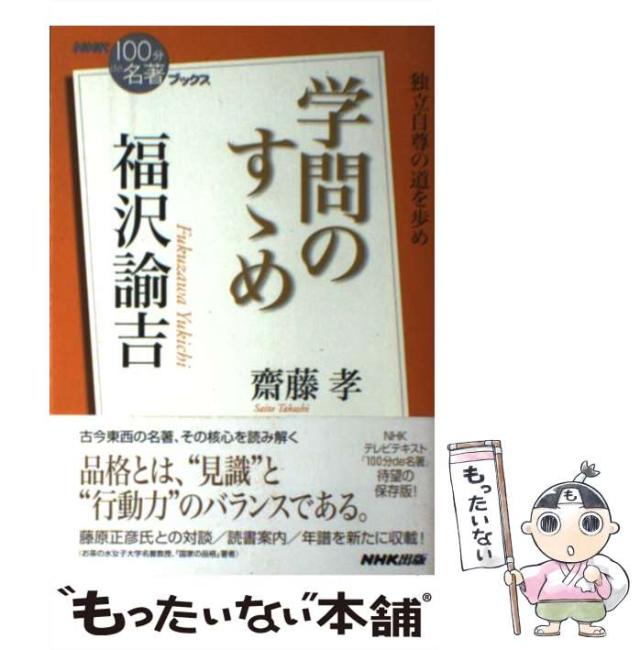 NHK
100分
de
名著
ブックス
独立自尊の道を歩め
学問の
すゝめ
福沢諭吉
Fukuzawa Yukichi
齋藤 孝
Saito Takashi
古今東西の名著、その核心を読み解く
品格とは、“見識”と
“行動力”のバランスである。
藤原正彦氏との対談/読書案内/年譜を新たに収載!
(お茶の水女子大学名誉教授、『国家の品格』著者)
NHK
テレビテキスト
「100分de名著」
待望の
保存版!
NHK出版
“もったいない”本舗®
もったいない
も